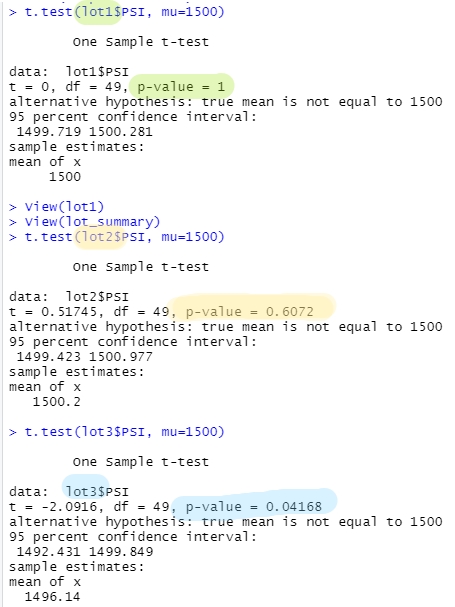 > t.test(lot1$PSI, mu=1500)
One Sample t-test
data:  lot1$PSI
t = 0, df = 49, p-value = 1
alternative hypothesis: true mean is not equal to 1500
95 percent confidence interval:
1499.719 1500.281
sample estimates:
mean of x
1500
> View(lot1)
> View(lot_summary)
> t.test(lot2$PSI, mu=1500)
One Sample t-test
data:  lot2$PSI
t = 0.51745, df = 49, p-value = 0.6072
alternative hypothesis: true mean is not equal to 1500
95 percent confidence interval:
1499.423 1500.977
sample estimates:
mean of x
1500.2
> t.test(lot3$PSI, mu=1500)
One Sample t-test
data:  lot3$PSI
t = -2.0916, df = 49, p-value = 0.04168
alternative hypothesis: true mean is not equal to 1500
95 percent confidence interval:
1492.431 1499.849
sample estimates:
mean of x
1496.14